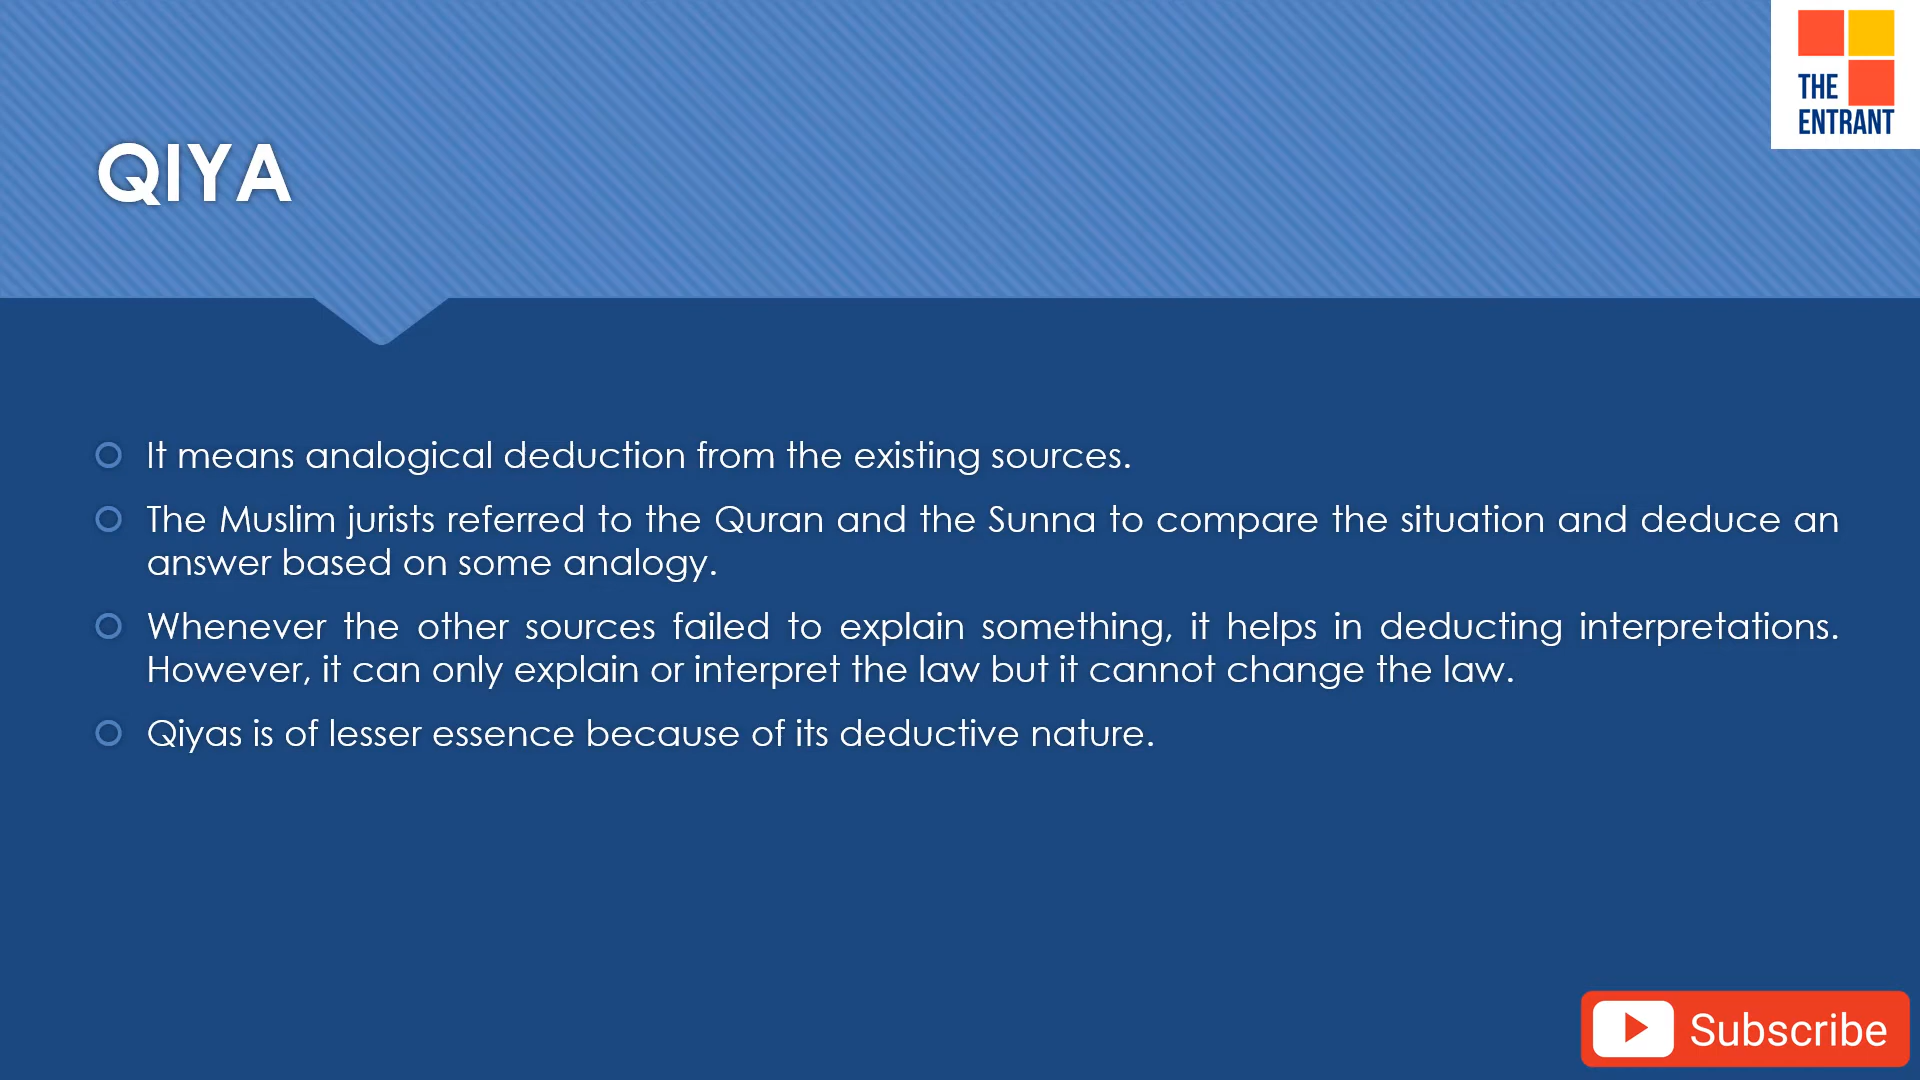 THE
ENTRANT
QIYA
It means analogical deduction from the existing sources.
The Muslim jurists referred to the Quran and the Sunna to compare the situation and deduce an
answer based on some analogy.
Whenever the other sources failed to explain something, it helps in deducting interpretations.
However, it can only explain or interpret the law but it cannot change the law.
Qiyas is of lesser essence because of its deductive nature.
Subscribe